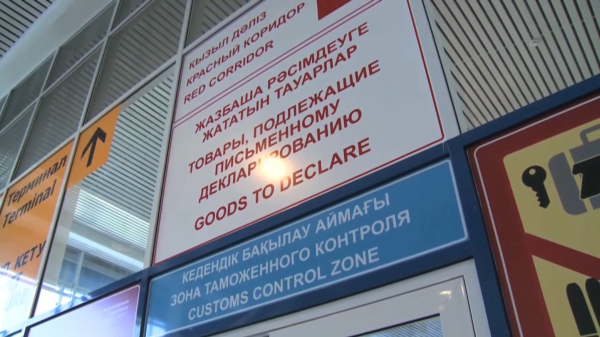 ҚЫЗЫЛ ДӘЛІЗ
КРАСНЫЙ КОРИДОР
RED CORRIDOR
ЖАЗБАША РӘСІМДЕУГЕ
ЖАТАТЫН ТАУАРЛАР
ТОВАРЫ, ПОДЛЕЖАЩИЕ
ПИСЬМЕННОМУ
ДЕКЛАРИРОВАНИЮ
GOODS TO DECLARE
КЕДЕНДІК БАҚЫЛАУ АЙМАҒЫ
ЗОНА ТАМОЖЕННОГО КОНТРОЛЯ
CUSTOMS CONTROL ZONE
Терминал
Terminal
КЕТУ